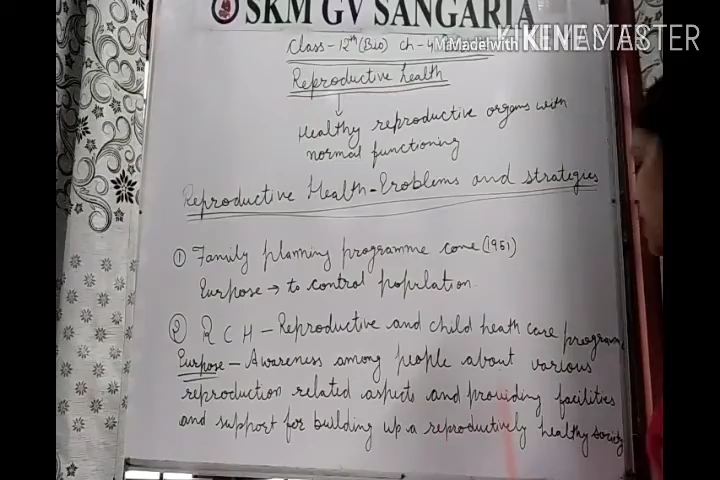 SKM GV SANGARIA
Made with KINEMASTER
Class - 12th (Bio) ch - 4
Reproductive health
Healthy reproductive organs with
normal functioning
Reproductive Health - Problems and strategies
① Family planning programme come (1951)
Purpose → to control population.
② R C H - Reproductive and child heath care program
Purpose - Awareness among people about various
reproduction related aspects and providing facilities
and support for building up a reproductively healthy society